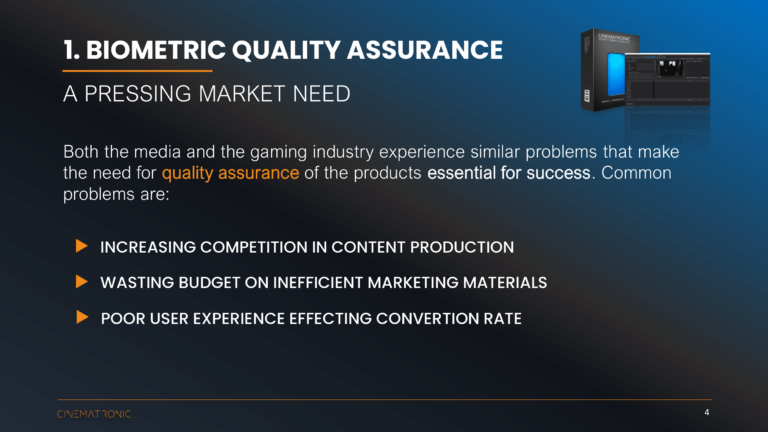 1. BIOMETRIC QUALITY ASSURANCE
A PRESSING MARKET NEED
CINEMATRONIC
Both the media and the gaming industry experience similar problems that make
the need for quality assurance of the products essential for success. Common
problems are:
INCREASING COMPETITION IN CONTENT PRODUCTION
WASTING BUDGET ON INEFFICIENT MARKETING MATERIALS
POOR USER EXPERIENCE EFFECTING CONVERTION RATE
CINEMATRONIC
4